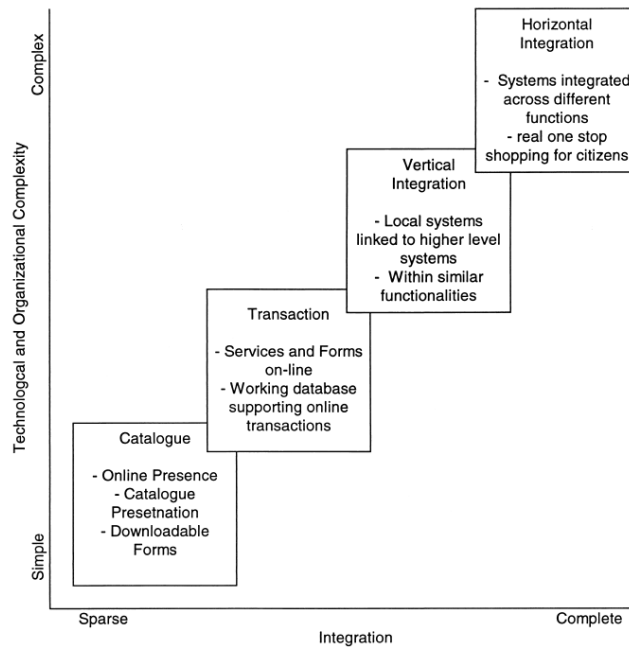 Complex
Technologcal and Organizational Complexity
Simple
Horizontal
Integration
- Systems integrated
across different
functions
- real one stop
shopping for citizens
Vertical
Integration
- Local systems
linked to higher level
systems
- Within similar
functionalities
Transaction
- Services and Forms
on-line
- Working database
supporting online
transactions
Catalogue
- Online Presence
- Catalogue
Presetnation
- Downloadable
Forms
Sparse
Complete
Integration